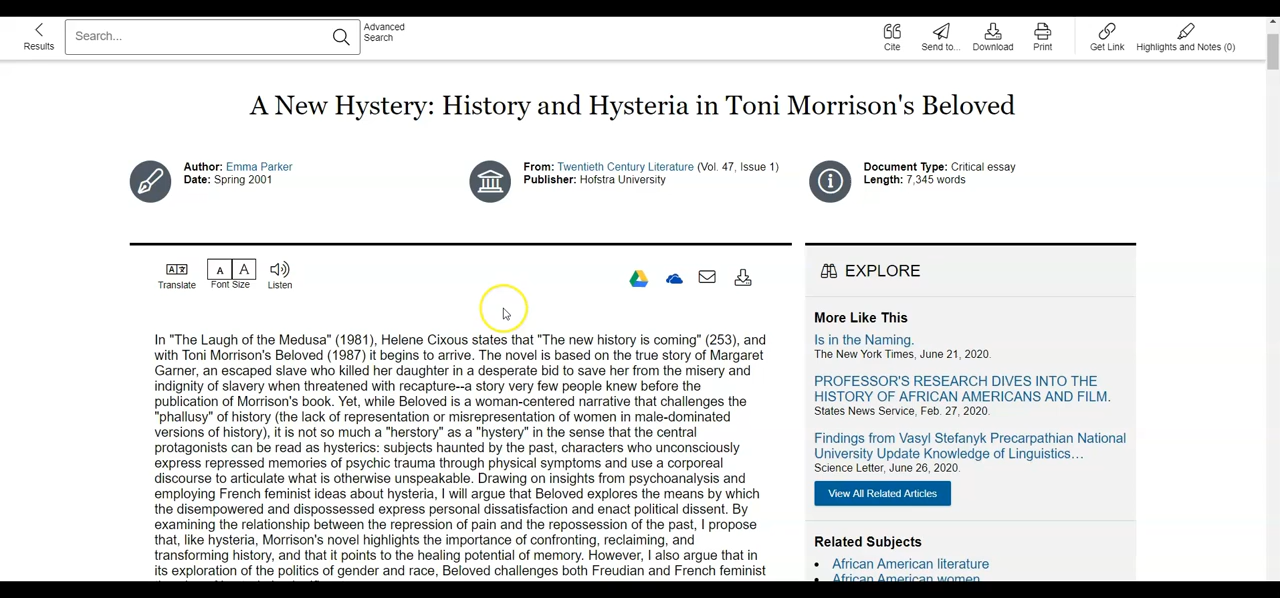 Results
Search...
Advanced
Search
Cite
Send to...
Download
Print
Get Link
Highlights and Notes (0)
A New Hystery: History and Hysteria in Toni Morrison's Beloved
Author: Emma Parker
Date: Spring 2001
From: Twentieth Century Literature (Vol. 47, Issue 1)
Publisher: Hofstra University
Document Type: Critical essay
Length: 7,345 words
Translate
A A
Font Size
Listen
In "The Laugh of the Medusa" (1981), Helene Cixous states that "The new history is coming" (253), and
with Toni Morrison's Beloved (1987) it begins to arrive. The novel is based on the true story of Margaret
Garner, an escaped slave who killed her daughter in a desperate bid to save her from the misery and
indignity of slavery when threatened with recapture--a story very few people knew before the
publication of Morrison's book. Yet, while Beloved is a woman-centered narrative that challenges the
"phallusy" of history (the lack of representation or misrepresentation of women in male-dominated
versions of history), it is not so much a "herstory" as a "hystery" in the sense that the central
protagonists can be read as hysterics: subjects haunted by the past, characters who unconsciously
express repressed memories of psychic trauma through physical symptoms and use a corporeal
discourse to articulate what is otherwise unspeakable. Drawing on insights from psychoanalysis and
employing French feminist ideas about hysteria, I will argue that Beloved explores the means by which
the disempowered and dispossessed express personal dissatisfaction and enact political dissent. By
examining the relationship between the repression of pain and the repossession of the past, I propose
that, like hysteria, Morrison's novel highlights the importance of confronting, reclaiming, and
transforming history, and that it points to the healing potential of memory. However, I also argue that in
its exploration of the politics of gender and race, Beloved challenges both Freudian and French feminist
EXPLORE
More Like This
Is in the Naming.
The New York Times, June 21, 2020.
PROFESSOR'S RESEARCH DIVES INTO THE
HISTORY OF AFRICAN AMERICANS AND FILM.
States News Service, Feb. 27, 2020.
Findings from Vasyl Stefanyk Precarpathian National
University Update Knowledge of Linguistics…
Science Letter, June 26, 2020.
View All Related Articles
Related Subjects
African American literature
African American women